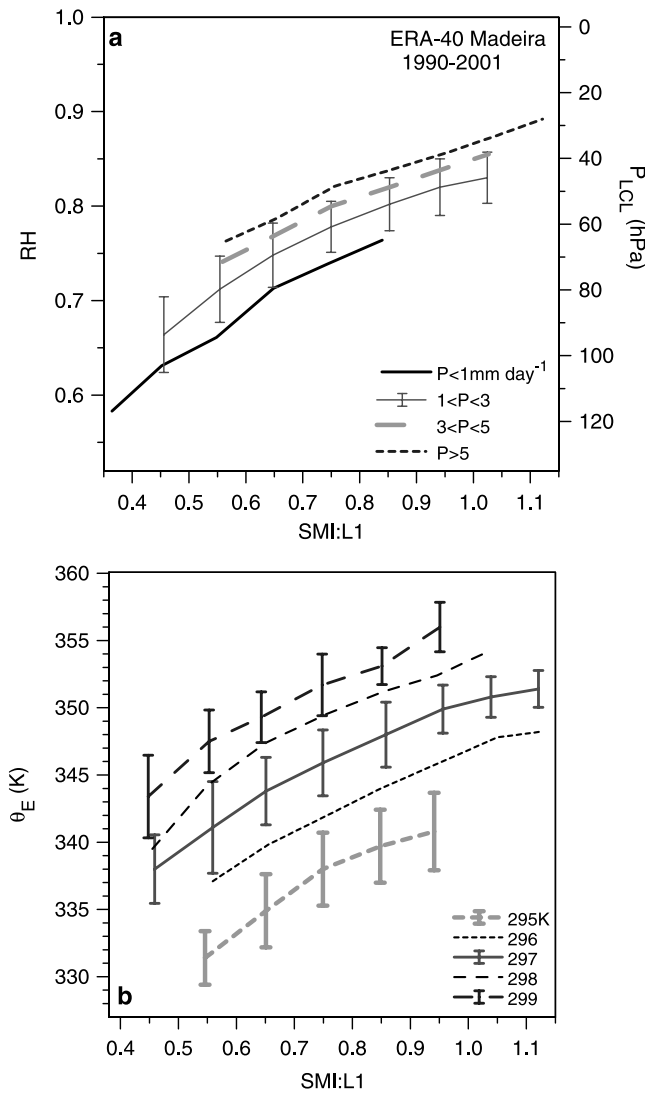 a
ERA-40 Madeira
1990-2001
1.0
0.9
0.8
0.7
0.6
RH
0
20
40
60
80
100
120
P_LCL (hPa)
P<1mm day⁻¹
1<P<3
3<P<5
P>5
0.4 0.5 0.6 0.7 0.8 0.9 1.0 1.1
SMI:L1
360
356
350
344
340
335
330
θ_E (K)
b
295K
296
297
298
299
0.4 0.5 0.6 0.7 0.8 0.9 1.0 1.1
SMI:L1